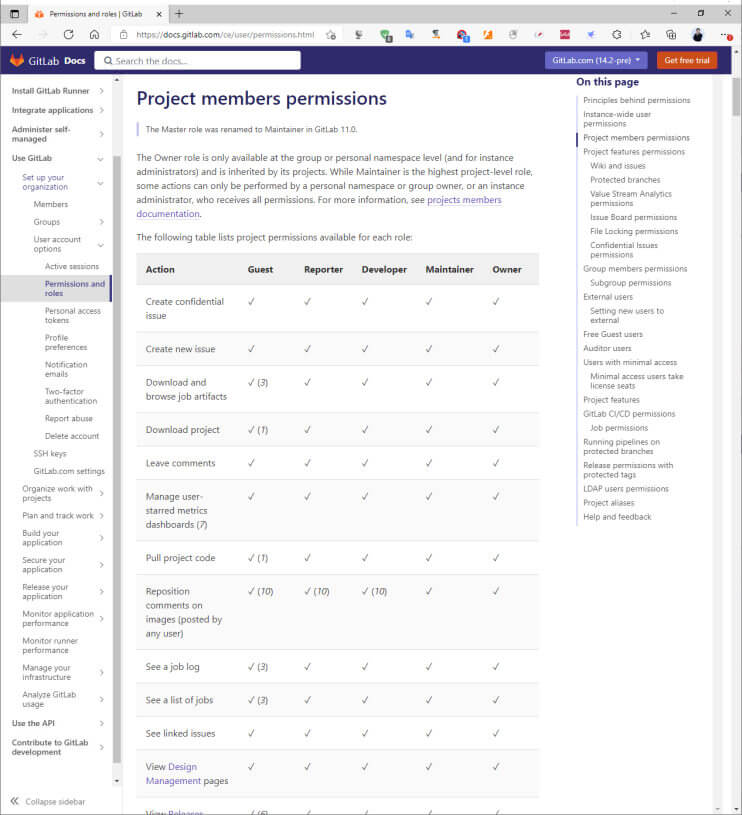 Permissions and roles | GitLab
https://docs.gitlab.com/ce/user/permissions.html
GitLab Docs
Search the docs...
GitLab.com (14.2-pre)
Get free trial
Install GitLab Runner
Integrate applications
Administer self-
managed
Use GitLab
Set up your
organization
Members
Groups
User account
options
Active sessions
Permissions and
roles
Personal access
tokens
Profile
preferences
Notification
emails
Two-factor
authentication
Report abuse
Delete account
SSH keys
GitLab.com settings
Organize work with
projects
Plan and track work
Build your
application
Secure your
application
Release your
application
Monitor application
performance
Monitor runner
performance
Manage your
infrastructure
Analyze GitLab
usage
Use the API
Contribute to GitLab
development
Collapse sidebar
Project members permissions
The Master role was renamed to Maintainer in GitLab 11.0.
The Owner role is only available at the group or personal namespace level (and for instance
administrators) and is inherited by its projects. While Maintainer is the highest project-level role,
some actions can only be performed by a personal namespace or group owner, or an instance
administrator, who receives all permissions. For more information, see projects members
documentation.
The following table lists project permissions available for each role:
Action Guest Reporter Developer Maintainer Owner
Create confidential ✓ ✓ ✓ ✓ ✓
issue
Create new issue ✓ ✓ ✓ ✓ ✓
Download and ✓ (3) ✓ ✓ ✓ ✓
browse job artifacts
Download project ✓ (1) ✓ ✓ ✓ ✓
Leave comments ✓ ✓ ✓ ✓ ✓
Manage user- ✓ ✓ ✓ ✓ ✓
starred metrics
dashboards (7)
Pull project code ✓ (1) ✓ ✓ ✓ ✓
Reposition ✓ (10) ✓ (10) ✓ (10) ✓ ✓
comments on
images (posted by
any user)
See a job log ✓ (3) ✓ ✓ ✓ ✓
See a list of jobs ✓ (3) ✓ ✓ ✓ ✓
See linked issues ✓ ✓ ✓ ✓ ✓
View Design ✓ ✓ ✓ ✓ ✓
Management pages
View Releases ✓ (6) ✓ ✓ ✓ ✓
On this page
Principles behind permissions
Instance-wide user
permissions
Project members permissions
Project features permissions
Wiki and issues
Protected branches
Value Stream Analytics
permissions
Issue Board permissions
File Locking permissions
Confidential Issues
permissions
Group members permissions
Subgroup permissions
External users
Setting new users to
external
Free Guest users
Auditor users
Users with minimal access
Minimal access users take
license seats
Project features
GitLab CI/CD permissions
Job permissions
Running pipelines on
protected branches
Release permissions with
protected tags
LDAP users permissions
Project aliases
Help and feedback